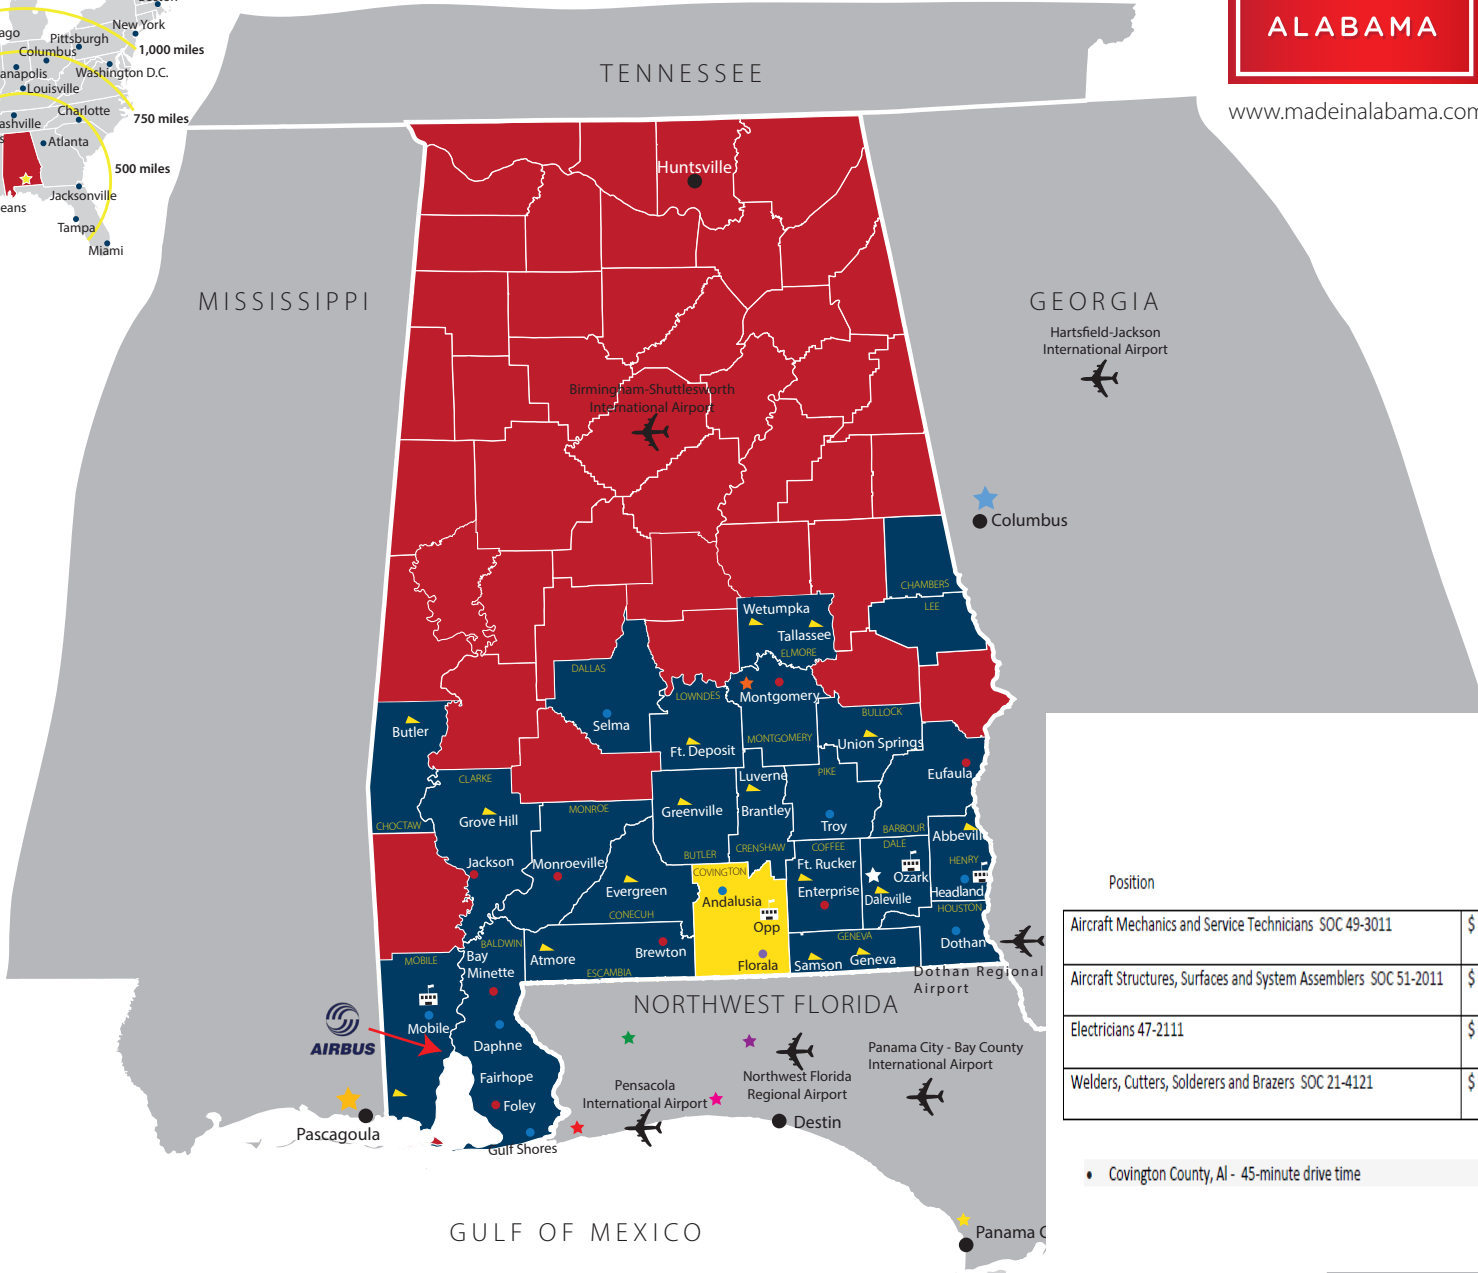 New York
Pittsburgh
1,000 miles
Columbus
Washington D.C.
Louisville
Charlotte
750 miles
Atlanta
500 miles
Jacksonville
Tampa
Miami
ALABAMA
www.madeinalabama.com
TENNESSEE
Huntsville
MISSISSIPPI
GEORGIA
Hartsfield-Jackson
International Airport
Birmingham-Shuttlesworth
International Airport
Columbus
CHAMBERS
LEE
Wetumpka
Tallassee
ELMORE
DALLAS
LOWNDES
Montgomery
BULLOCK
Selma
Butler
Ft. Deposit
MONTGOMERY
Union Springs
CLARKE
Luverne
PIKE
Eufaula
MONROE
Greenville
Brantley
Grove Hill
Troy
CHOCTAW
BARBOUR
Abbevill
BUTLER
CRENSHAW
COFFEE
DALE
HENRY
Jackson
Monroeville
Ft. Rucker
COVINGTON
Ozark
Evergreen
Andalusia
Enterprise
Daleville
Headland
CONECUH
Opp
HOUSTON
BALDWIN
GENEVA
Dothan
MOBILE
Bay
Minette
Atmore
Brewton
Florala
Samson
Geneva
ESCAMBIA
Dothan Regional
Airport
NORTHWEST FLORIDA
Mobile
AIRBUS
Daphne
Panama City - Bay County
International Airport
Fairhope
Northwest Florida
Regional Airport
Pensacola
International Airport
Foley
Pascagoula
Destin
Gulf Shores
GULF OF MEXICO
Panama C
Position
Aircraft Mechanics and Service Technicians SOC 49-3011 $
Aircraft Structures, Surfaces and System Assemblers SOC 51-2011 $
Electricians 47-2111 $
Welders, Cutters, Solderers and Brazers SOC 21-4121 $
• Covington County, Al - 45-minute drive time